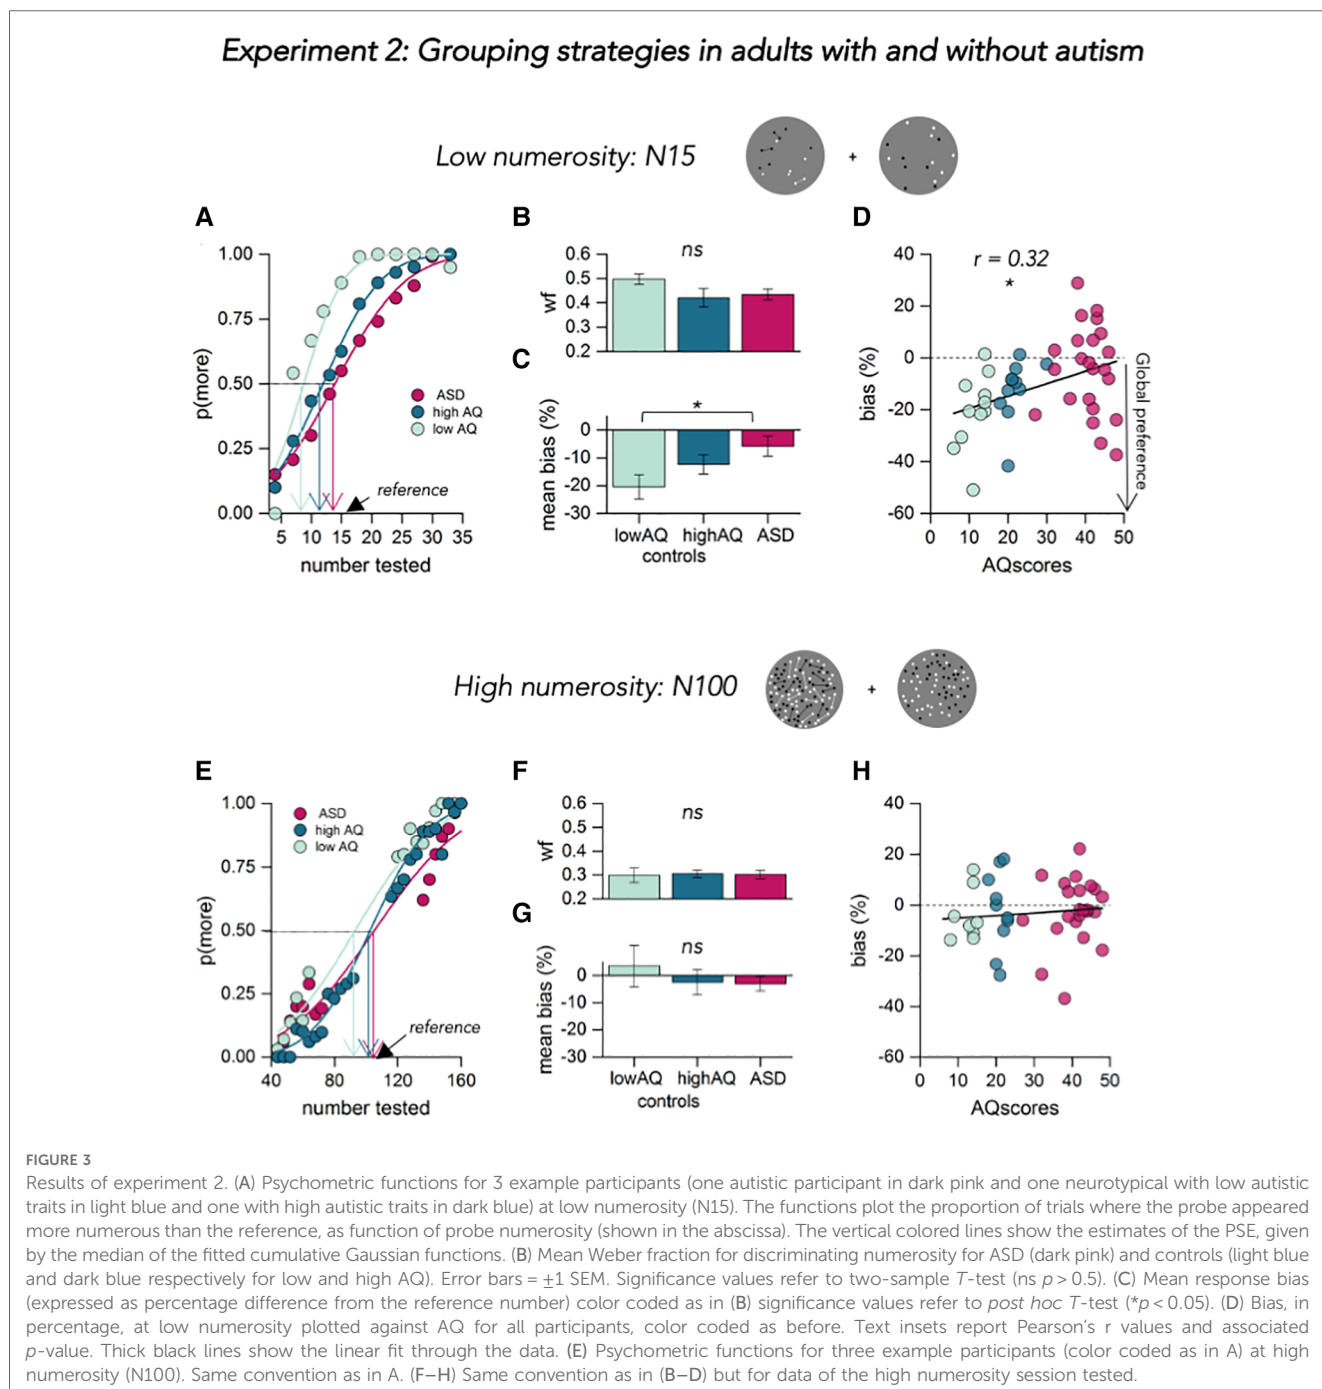 Experiment 2: Grouping strategies in adults with and without autism
Low numerosity: N15
+
A
B
C
D
1.00
0.75
0.50
0.25
0.00
p(more)
ASD
high AQ
low AQ
reference
5 10 15 20 25 30 35
number tested
0.6
0.5
0.4
0.3
0.2
wf
ns
0
-10
-20
-30
mean bias (%)
*
lowAQ highAQ ASD
controls
40
20
0
-20
-40
-60
bias (%)
r = 0.32
*
Global preference
0 10 20 30 40 50
AQscores
High numerosity: N100
+
E
F
G
H
1.00
0.75
0.50
0.25
0.00
p(more)
ASD
high AQ
low AQ
reference
40 80 120 160
number tested
0.6
0.5
0.4
0.3
0.2
wf
ns
ns
0
-10
-20
-30
mean bias (%)
lowAQ highAQ ASD
controls
40
20
0
-20
-40
-60
bias (%)
0 10 20 30 40 50
AQscores
FIGURE 3
Results of experiment 2. (A) Psychometric functions for 3 example participants (one autistic participant in dark pink and one neurotypical with low autistic
traits in light blue and one with high autistic traits in dark blue) at low numerosity (N15). The functions plot the proportion of trials where the probe appeared
more numerous than the reference, as function of probe numerosity (shown in the abscissa). The vertical colored lines show the estimates of the PSE, given
by the median of the fitted cumulative Gaussian functions. (B) Mean Weber fraction for discriminating numerosity for ASD (dark pink) and controls (light blue
and dark blue respectively for low and high AQ). Error bars = ±1 SEM. Significance values refer to two-sample T-test (ns p > 0.5). (C) Mean response bias
(expressed as percentage difference from the reference number) color coded as in (B) significance values refer to post hoc T-test (*p < 0.05). (D) Bias, in
percentage, at low numerosity plotted against AQ for all participants, color coded as before. Text insets report Pearson's r values and associated
p-value. Thick black lines show the linear fit through the data. (E) Psychometric functions for three example participants (color coded as in A) at high
numerosity (N100). Same convention as in A. (F–H) Same convention as in (B–D) but for data of the high numerosity session tested.